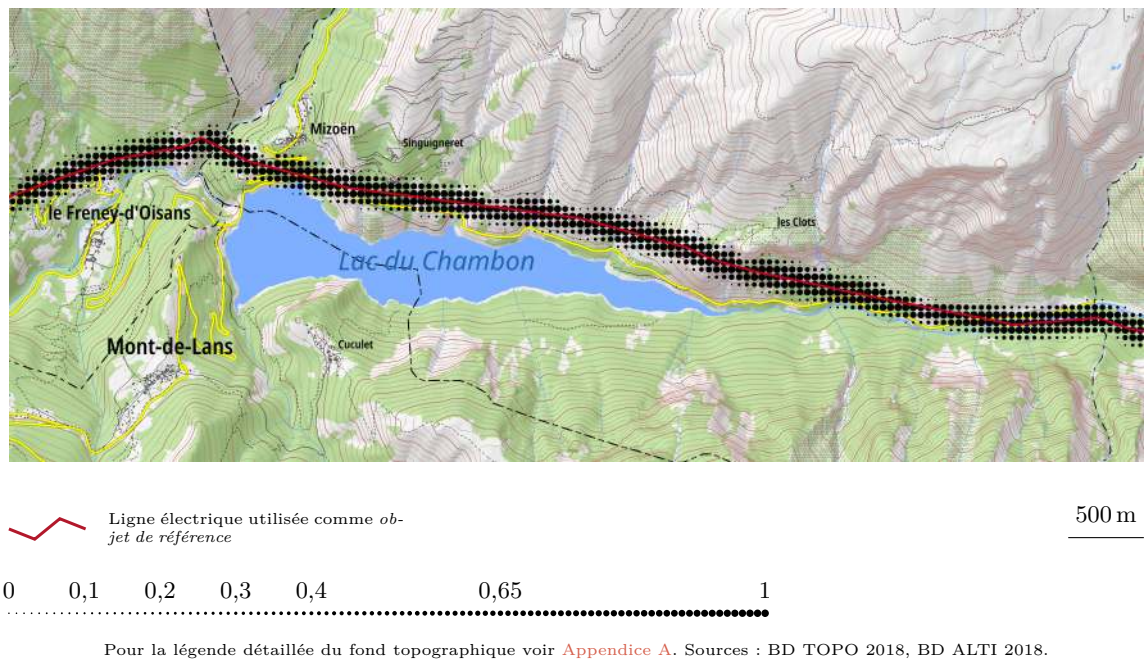 Mizoën
Singuigneret
le Freney-d'Oisans
les Clots
Lac du Chambon
Mont-de-Lans
Cuculet
Ligne électrique utilisée comme ob-
jet de référence
500 m
0 0,1 0,2 0,3 0,4 0,65 1
Pour la légende détaillée du fond topographique voir Appendice A. Sources : BD TOPO 2018, BD ALTI 2018.